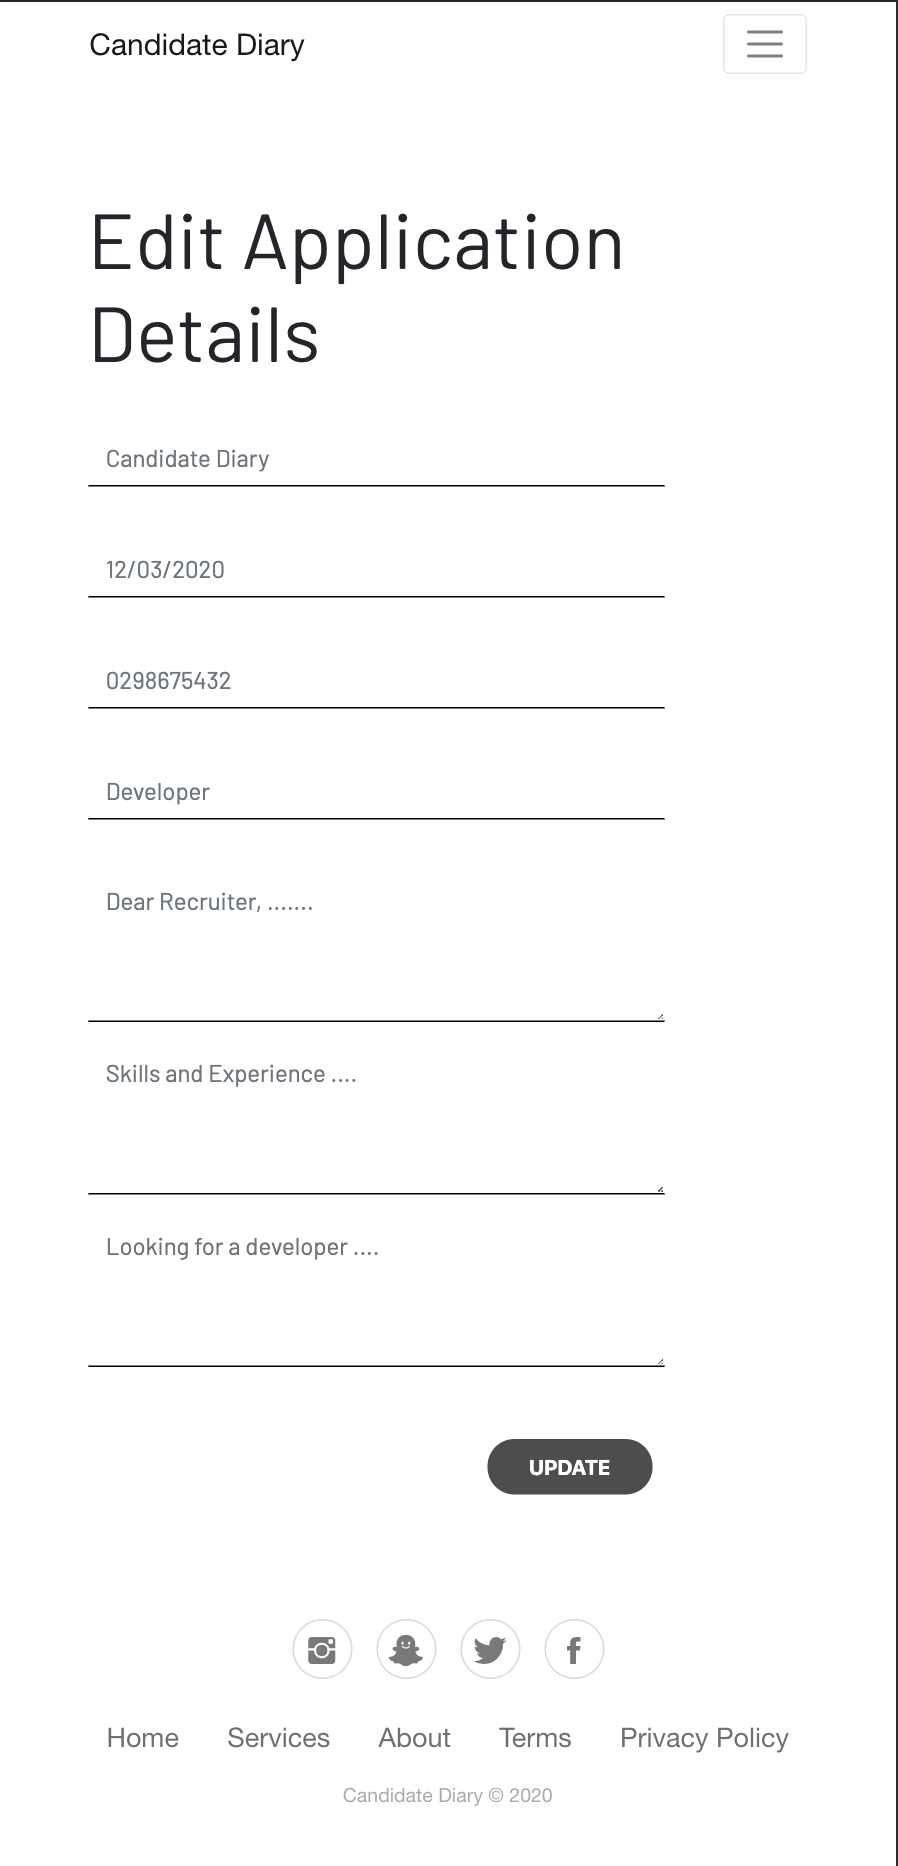 Candidate Diary
Edit Application
Details
Candidate Diary
12/03/2020
0298675432
Developer
Dear Recruiter, .......
Skills and Experience ....
Looking for a developer ....
UPDATE
Home Services About Terms Privacy Policy
Candidate Diary © 2020